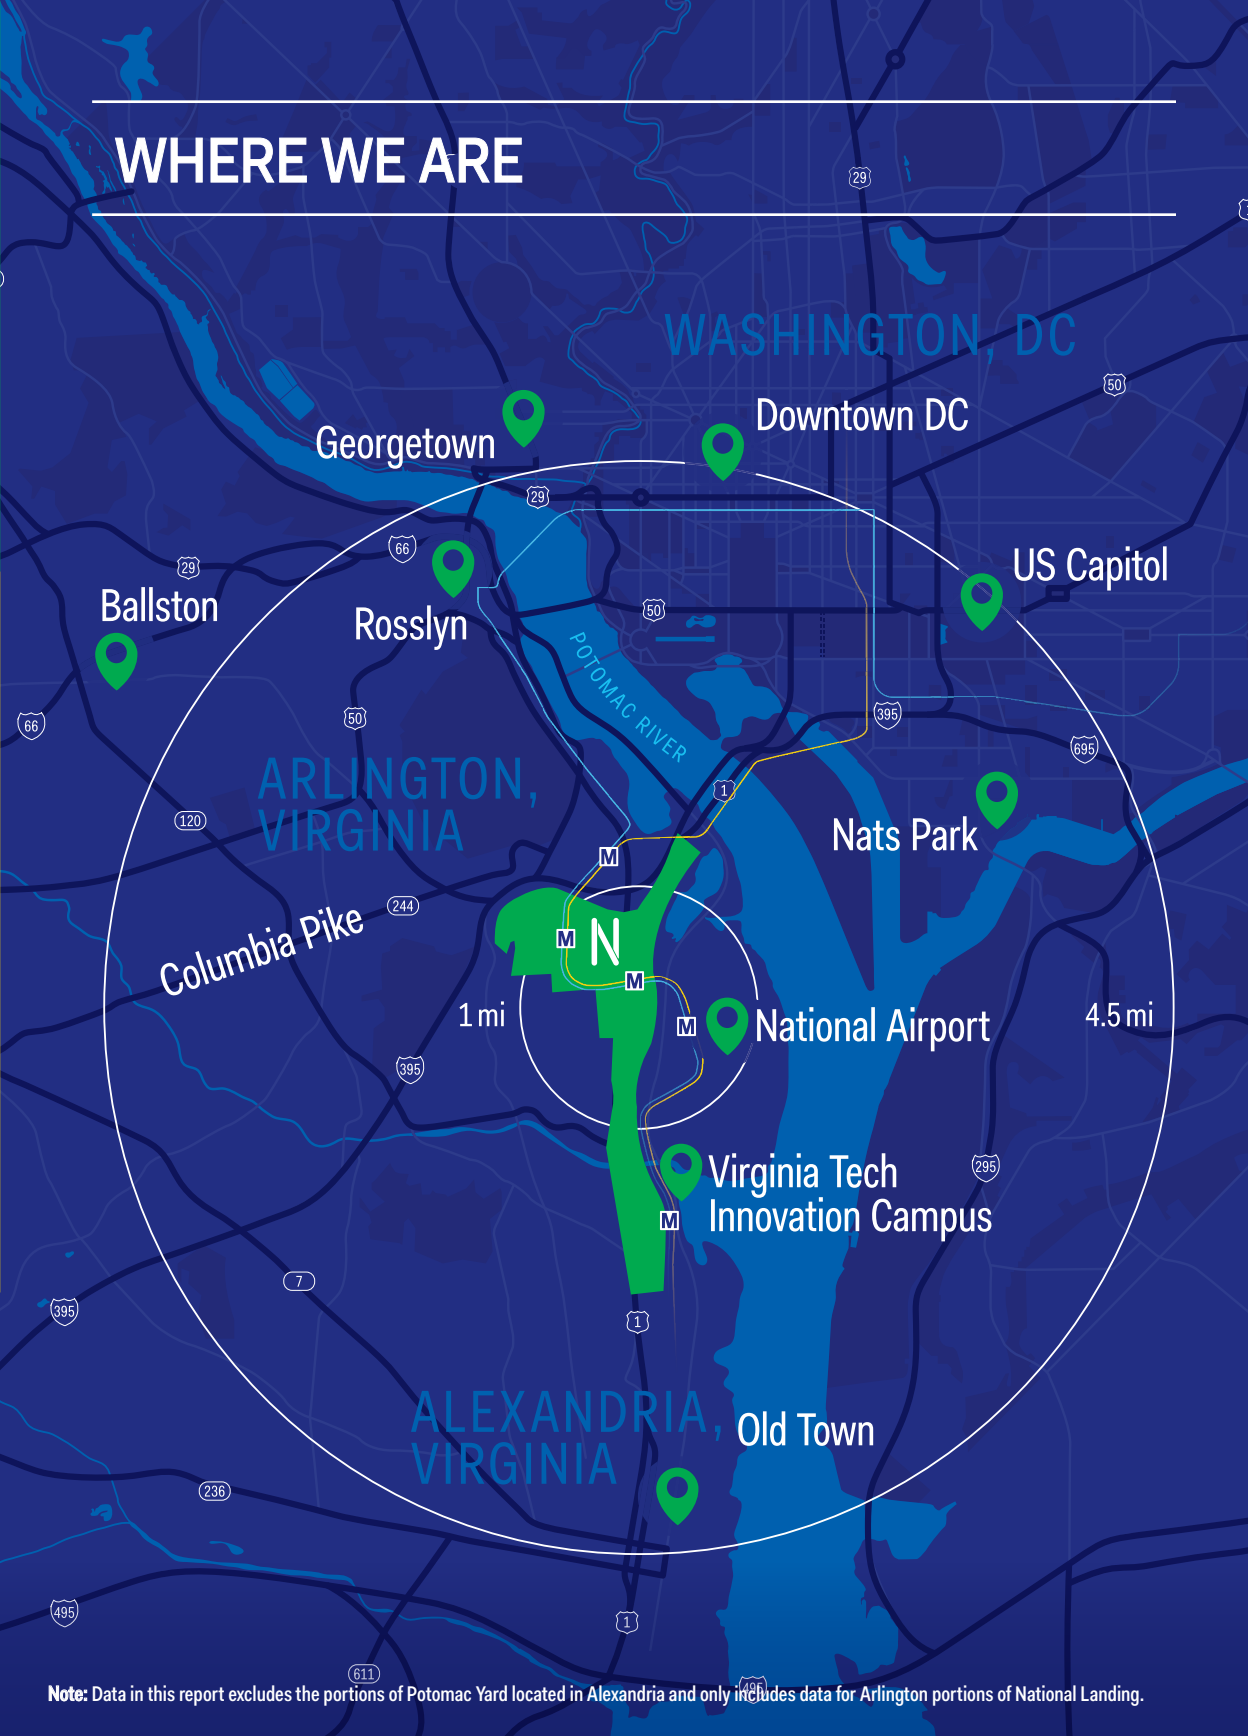 WHERE WE ARE
29
WASHINGTON, DC
50
Downtown DC
Georgetown
29
66
US Capitol
29
Ballston
Rosslyn
50
POTOMAC RIVER
66
50
395
695
ARLINGTON,
VIRGINIA
1
120
Nats Park
M
244
Columbia Pike
M
N
M
1 mi
M
National Airport
4.5 mi
395
Virginia Tech
Innovation Campus
295
M
7
395
1
ALEXANDRIA,
VIRGINIA
Old Town
236
495
1
611
495
Note: Data in this report excludes the portions of Potomac Yard located in Alexandria and only includes data for Arlington portions of National Landing.